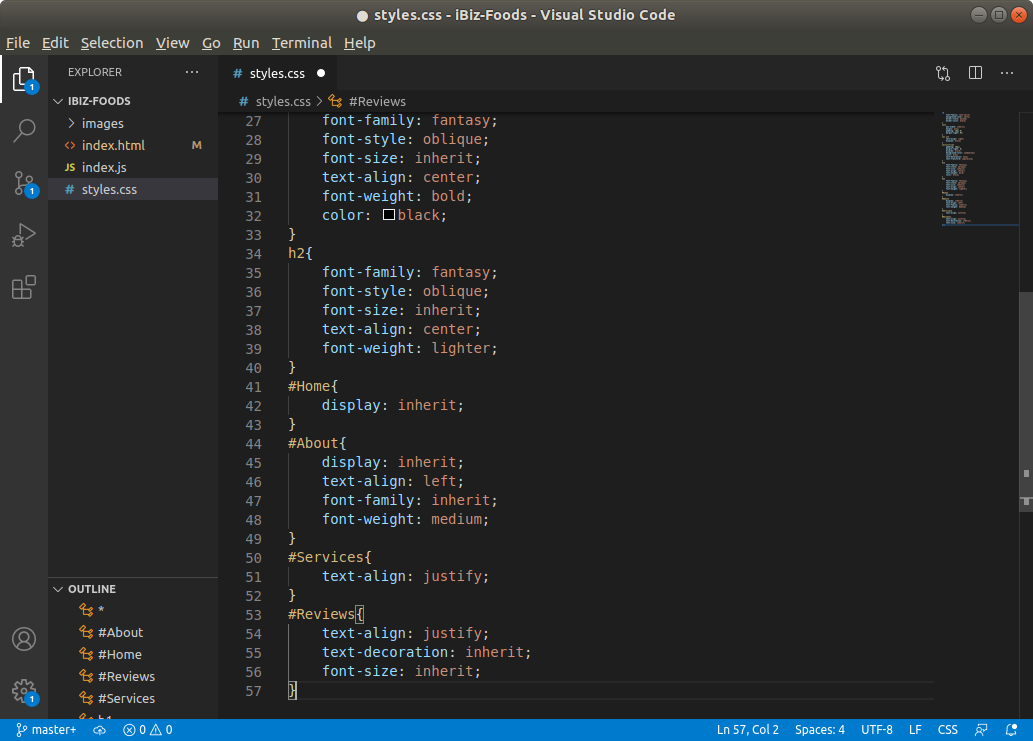 styles.css - iBiz-Foods - Visual Studio Code
File Edit Selection View Go Run Terminal Help
EXPLORER
# styles.css
1
IBIZ-FOODS
images
<> index.html M
JS index.js
# styles.css
1
# styles.css > #Reviews
27 font-family: fantasy;
28 font-style: oblique;
29 font-size: inherit;
30 text-align: center;
31 font-weight: bold;
32 color: black;
33 }
34 h2{
35 font-family: fantasy;
36 font-style: oblique;
37 font-size: inherit;
38 text-align: center;
39 font-weight: lighter;
40 }
41 #Home{
42 display: inherit;
43 }
44 #About{
45 display: inherit;
46 text-align: left;
47 font-family: inherit;
48 font-weight: medium;
49 }
50 #Services{
51 text-align: justify;
52 }
53 #Reviews{
54 text-align: justify;
55 text-decoration: inherit;
56 font-size: inherit;
57 }
OUTLINE
*
#About
#Home
#Reviews
#Services
1
master+ 0 0 Ln 57, Col 2 Spaces: 4 UTF-8 LF CSS